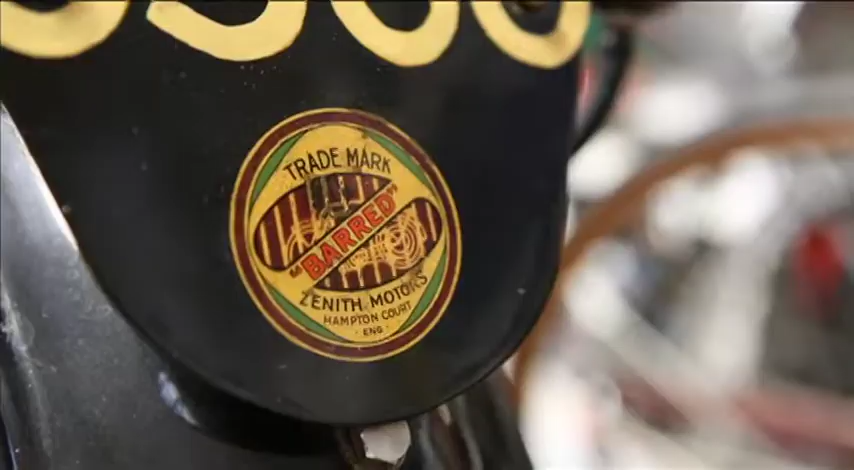 TRADE MARK
"BARRED"
ZENITH MOTORS
HAMPTON COURT
ENG.